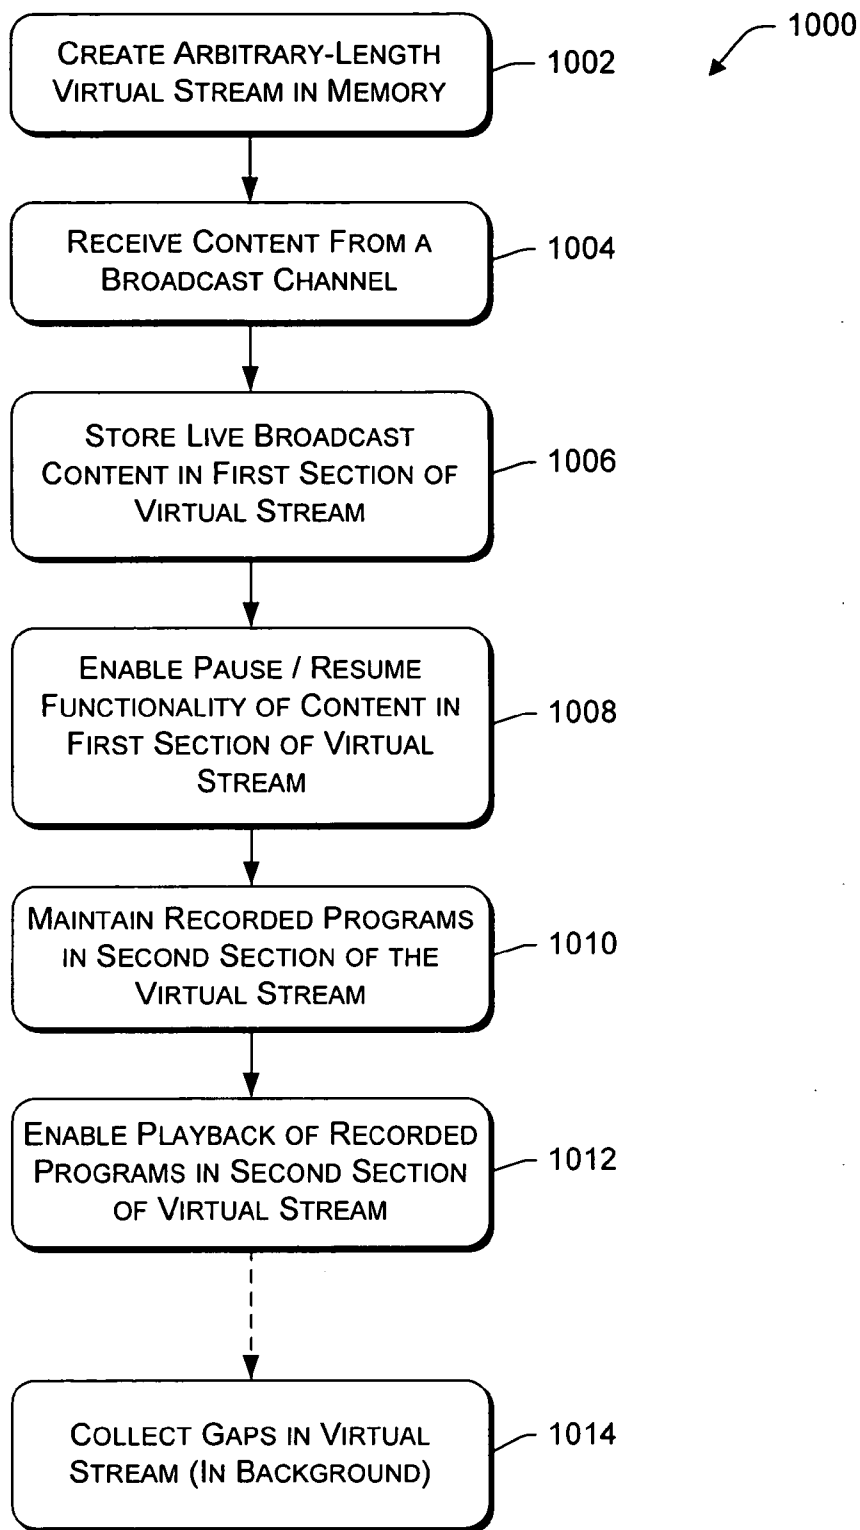 1000
CREATE ARBITRARY-LENGTH
VIRTUAL STREAM IN MEMORY
1002
RECEIVE CONTENT FROM A
BROADCAST CHANNEL
1004
STORE LIVE BROADCAST
CONTENT IN FIRST SECTION OF
VIRTUAL STREAM
1006
ENABLE PAUSE / RESUME
FUNCTIONALITY OF CONTENT IN
FIRST SECTION OF VIRTUAL
STREAM
1008
MAINTAIN RECORDED PROGRAMS
IN SECOND SECTION OF THE
VIRTUAL STREAM
1010
ENABLE PLAYBACK OF RECORDED
PROGRAMS IN SECOND SECTION
OF VIRTUAL STREAM
1012
COLLECT GAPS IN VIRTUAL
STREAM (IN BACKGROUND)
1014